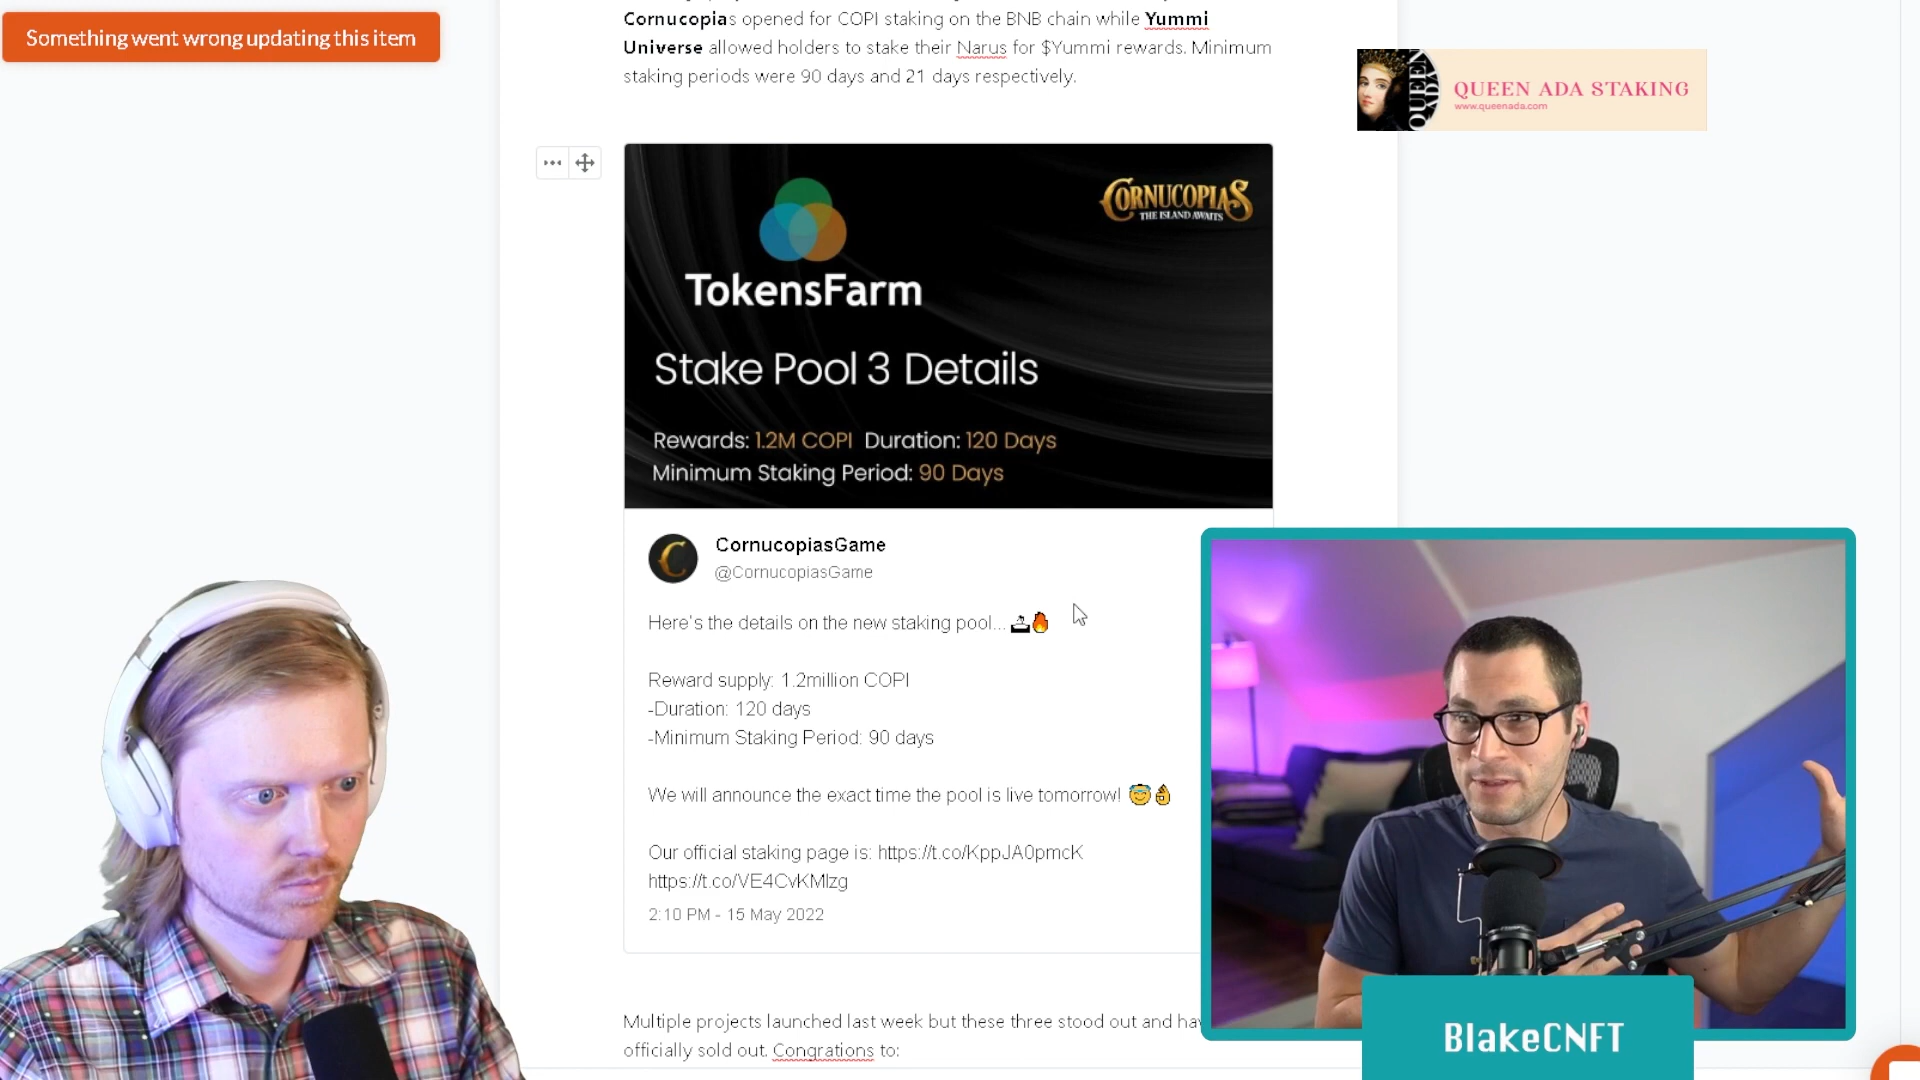 Something went wrong updating this item
Cornucopias opened for COPI staking on the BNB chain while Yummi
Universe allowed holders to stake their Narus for $Yummi rewards. Minimum
staking periods were 90 days and 21 days respectively.
QUEEN ADA
QUEEN ADA STAKING
www.queenada.com
CORNUCOPIAS
THE ISLAND AWAITS
TokensFarm
Stake Pool 3 Details
Rewards: 1.2M COPI Duration: 120 Days
Minimum Staking Period: 90 Days
C
CornucopiasGame
@CornucopiasGame
Here's the details on the new staking pool...
Reward supply: 1.2million COPI
-Duration: 120 days
-Minimum Staking Period: 90 days
We will announce the exact time the pool is live tomorrow!
Our official staking page is: https://t.co/KppJA0pmcK
https://t.co/VE4CvKMlzg
2:10 PM - 15 May 2022
Multiple projects launched last week but these three stood out and
officially sold out. Congrations to:
BlakeCNFT